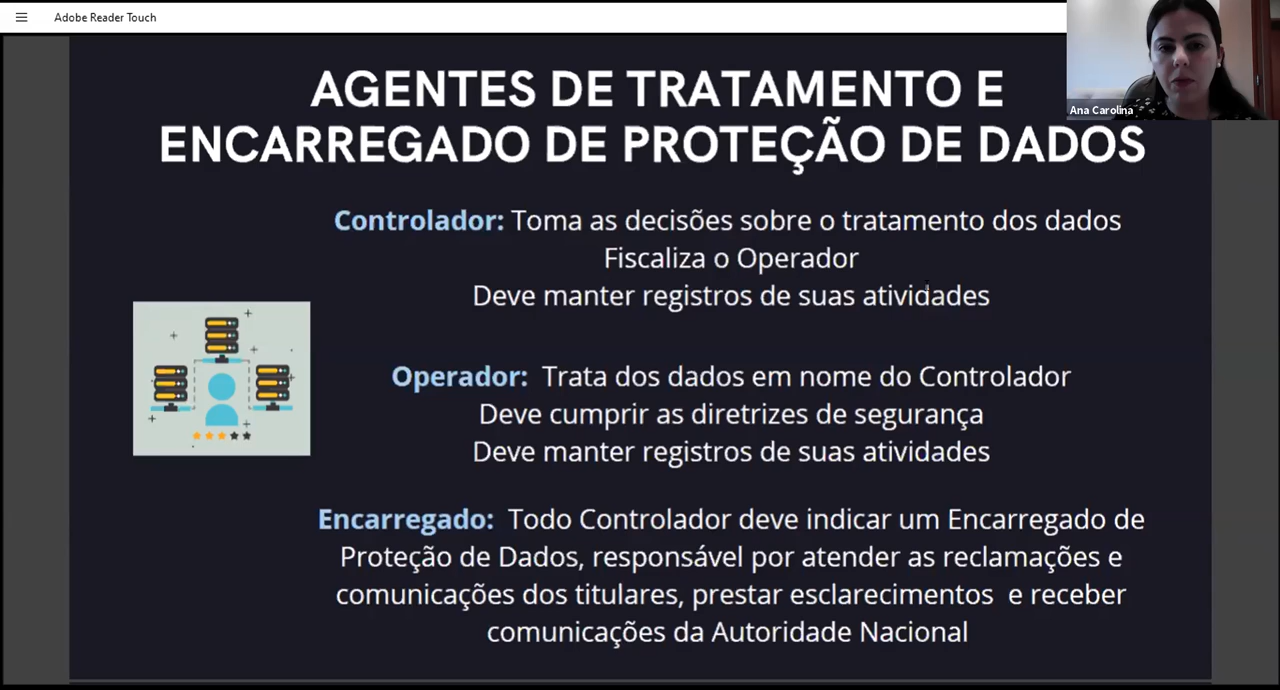 Adobe Reader Touch
AGENTES DE TRATAMENTO E
ENCARREGADO DE PROTEÇÃO DE DADOS
Ana Carolina
Controlador: Toma as decisões sobre o tratamento dos dados
Fiscaliza o Operador
Deve manter registros de suas atividades
Operador: Trata dos dados em nome do Controlador
Deve cumprir as diretrizes de segurança
Deve manter registros de suas atividades
Encarregado: Todo Controlador deve indicar um Encarregado de
Proteção de Dados, responsável por atender as reclamações e
comunicações dos titulares, prestar esclarecimentos e receber
comunicações da Autoridade Nacional